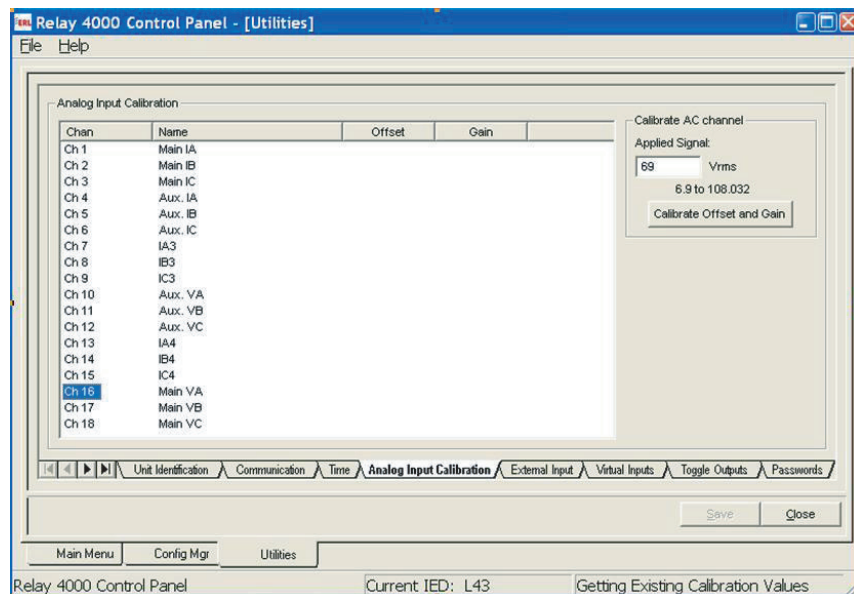 ERL Relay 4000 Control Panel - [Utilities]
File Help
Analog Input Calibration
Chan Name Offset Gain
Ch 1 Main IA
Ch 2 Main IB
Ch 3 Main IC
Ch 4 Aux. IA
Ch 5 Aux. IB
Ch 6 Aux. IC
Ch 7 IA3
Ch 8 IB3
Ch 9 IC3
Ch 10 Aux. VA
Ch 11 Aux. VB
Ch 12 Aux. VC
Ch 13 IA4
Ch 14 IB4
Ch 15 IC4
Ch 16 Main VA
Ch 17 Main VB
Ch 18 Main VC
Calibrate AC channel
Applied Signal:
69 Vrms
6.9 to 108.032
Calibrate Offset and Gain
Unit Identification Communication Time Analog Input Calibration External Input Virtual Inputs Toggle Outputs Passwords
Save Close
Main Menu Config Mgr Utilities
Relay 4000 Control Panel Current IED: L43 Getting Existing Calibration Values